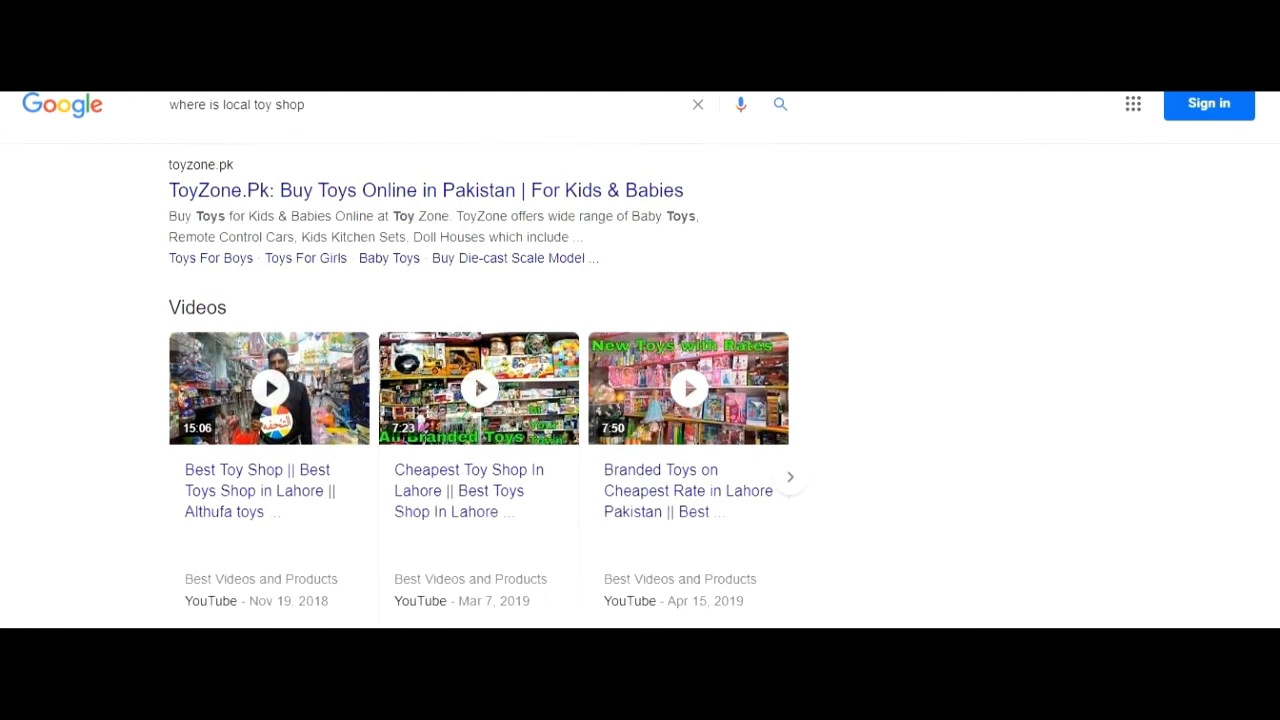 Google
where is local toy shop
Sign in
toyzone.pk
ToyZone.Pk: Buy Toys Online in Pakistan | For Kids & Babies
Buy Toys for Kids & Babies Online at Toy Zone. ToyZone offers wide range of Baby Toys,
Remote Control Cars, Kids Kitchen Sets, Doll Houses which include ...
Toys For Boys · Toys For Girls · Baby Toys · Buy Die-cast Scale Model ...
Videos
15:06
7:23
All Branded Toys
New Toys with Rates
7:50
Best Toy Shop || Best
Toys Shop in Lahore ||
Althufa toys ...
Best Videos and Products
YouTube - Nov 19, 2018
Cheapest Toy Shop In
Lahore || Best Toys
Shop In Lahore ...
Best Videos and Products
YouTube - Mar 7, 2019
Branded Toys on
Cheapest Rate in Lahore
Pakistan || Best ...
Best Videos and Products
YouTube - Apr 15, 2019